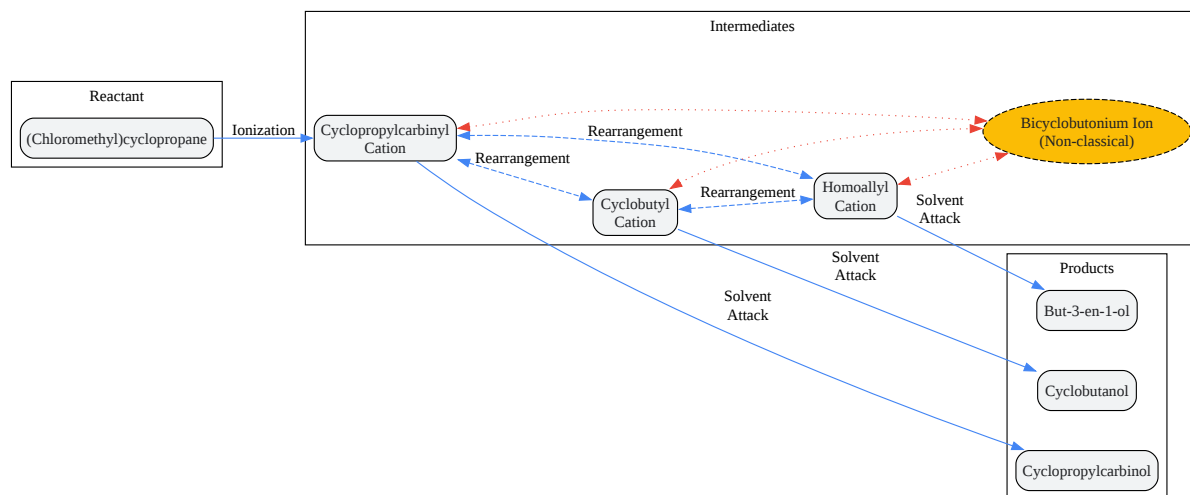 Intermediates
Reactant
(Chloromethyl)cyclopropane
Ionization
Cyclopropylcarbinyl
Cation
Rearrangement
Rearrangement
Rearrangement
Cyclobutyl
Cation
Homoallyl
Cation
Bicyclobutonium Ion
(Non-classical)
Solvent
Attack
Solvent
Attack
Solvent
Attack
Products
But-3-en-1-ol
Cyclobutanol
Cyclopropylcarbinol